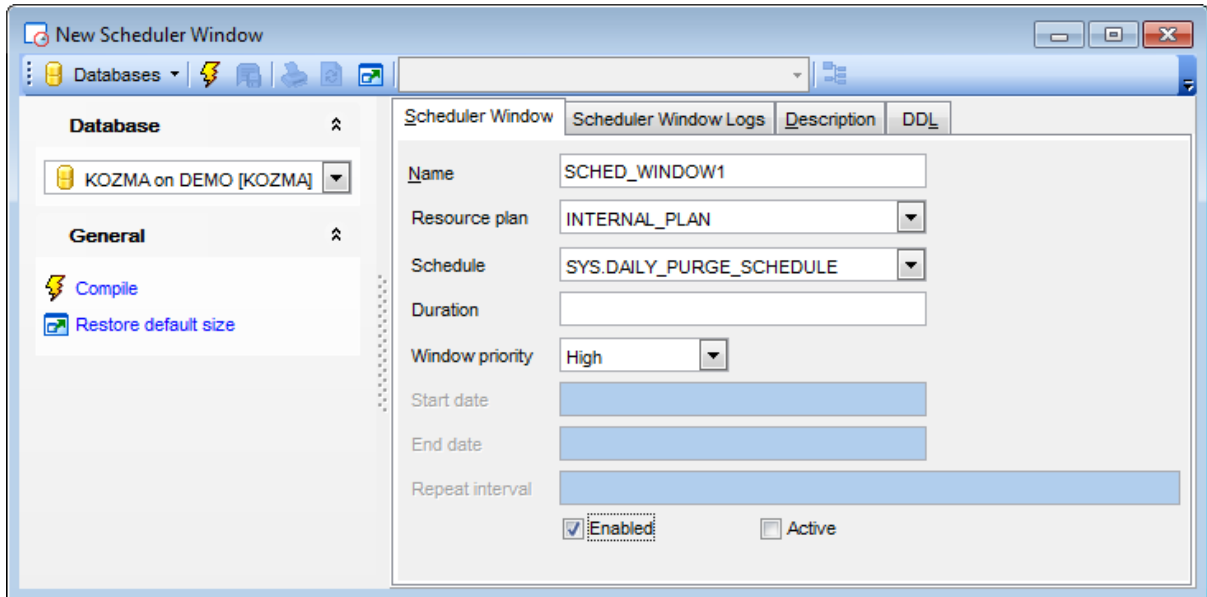 New Scheduler Window
Databases
Database
KOZMA on DEMO [KOZMA]
General
Compile
Restore default size
Scheduler Window
Scheduler Window Logs
Description
DDL
Name
SCHED_WINDOW1
Resource plan
INTERNAL_PLAN
Schedule
SYS.DAILY_PURGE_SCHEDULE
Duration
Window priority
High
Start date
End date
Repeat interval
Enabled
Active